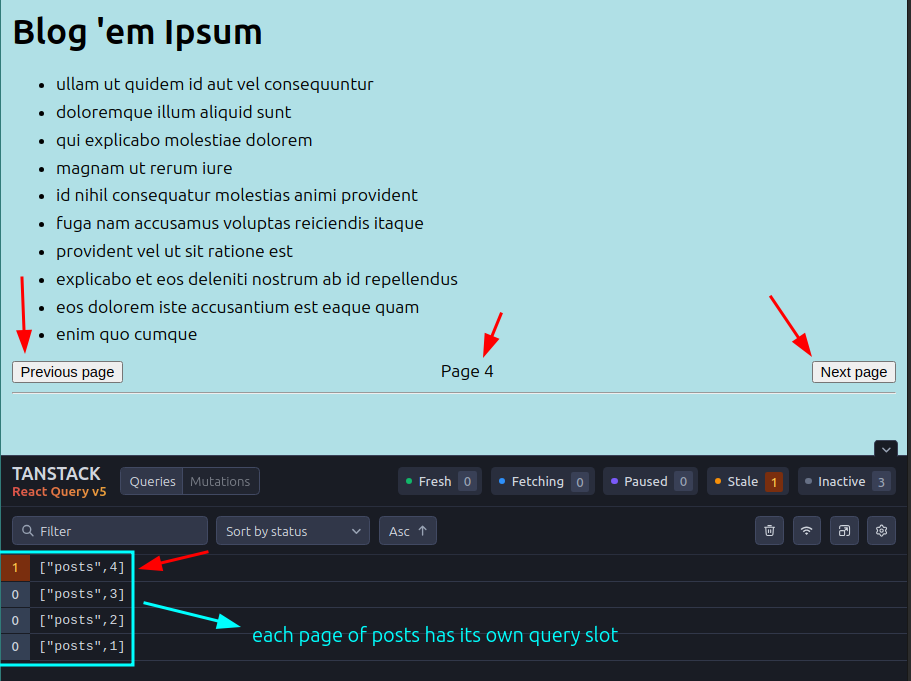 Blog 'em Ipsum
ullam ut quidem id aut vel consequuntur
doloremque illum aliquid sunt
qui explicabo molestiae dolorem
magnam ut rerum iure
id nihil consequatur molestias animi provident
fuga nam accusamus voluptas reiciendis itaque
provident vel ut sit ratione est
explicabo et eos deleniti nostrum ab id repellendus
eos dolorem iste accusantium est eaque quam
enim quo cumque
Previous page Page 4 Next page
TANSTACK
React Query v5
Queries Mutations Fresh 0 Fetching 0 Paused 0 Stale 1 Inactive 3
Filter Sort by status Asc ↑
1 ["posts",4]
0 ["posts",3]
0 ["posts",2]
each page of posts has its own query slot
0 ["posts",1]